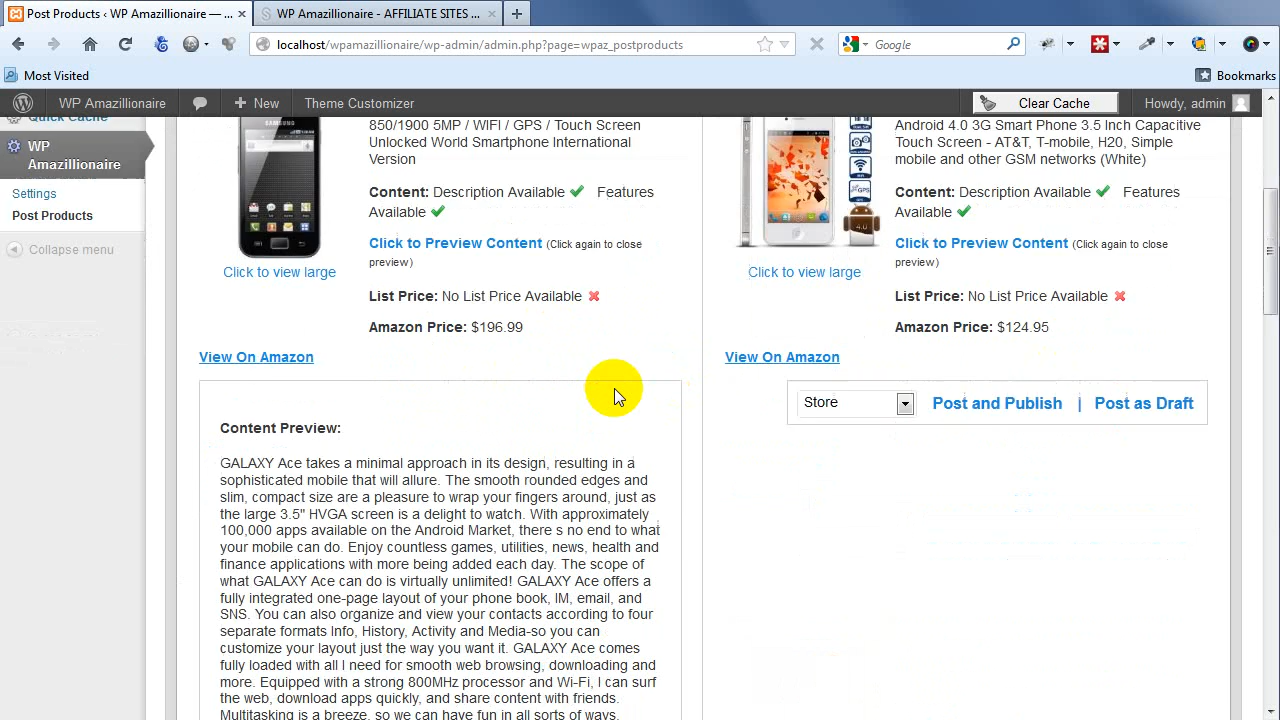 Post Products ‹ WP Amazillionaire — ...
WP Amazillionaire - AFFILIATE SITES ...
localhost/wpamazillionaire/wp-admin/admin.php?page=wpaz_postproducts
Google
Most Visited
Bookmarks
WP Amazillionaire
New
Theme Customizer
Clear Cache
Howdy, admin
Quick Cache
WP
Amazillionaire
Settings
Post Products
Collapse menu
SAMSUNG
850/1900 5MP / WIFI / GPS / Touch Screen
Unlocked World Smartphone International
Version
Content: Description Available Features
Available
Click to Preview Content (Click again to close
preview)
Click to view large
List Price: No List Price Available
Amazon Price: $196.99
View On Amazon
Content Preview:
GALAXY Ace takes a minimal approach in its design, resulting in a
sophisticated mobile that will allure. The smooth rounded edges and
slim, compact size are a pleasure to wrap your fingers around, just as
the large 3.5" HVGA screen is a delight to watch. With approximately
100,000 apps available on the Android Market, there s no end to what
your mobile can do. Enjoy countless games, utilities, news, health and
finance applications with more being added each day. The scope of
what GALAXY Ace can do is virtually unlimited! GALAXY Ace offers a
fully integrated one-page layout of your phone book, IM, email, and
SNS. You can also organize and view your contacts according to four
separate formats Info, History, Activity and Media-so you can
customize your layout just the way you want it. GALAXY Ace comes
fully loaded with all I need for smooth web browsing, downloading and
more. Equipped with a strong 800MHz processor and Wi-Fi, I can surf
the web, download apps quickly, and share content with friends.
Multitasking is a breeze, so we can have fun in all sorts of ways.
Android 4.0 3G Smart Phone 3.5 Inch Capacitive
Touch Screen - AT&T, T-mobile, H20, Simple
mobile and other GSM networks (White)
Content: Description Available Features
Available
Click to Preview Content (Click again to close
preview)
Click to view large
List Price: No List Price Available
Amazon Price: $124.95
View On Amazon
Store
Post and Publish | Post as Draft